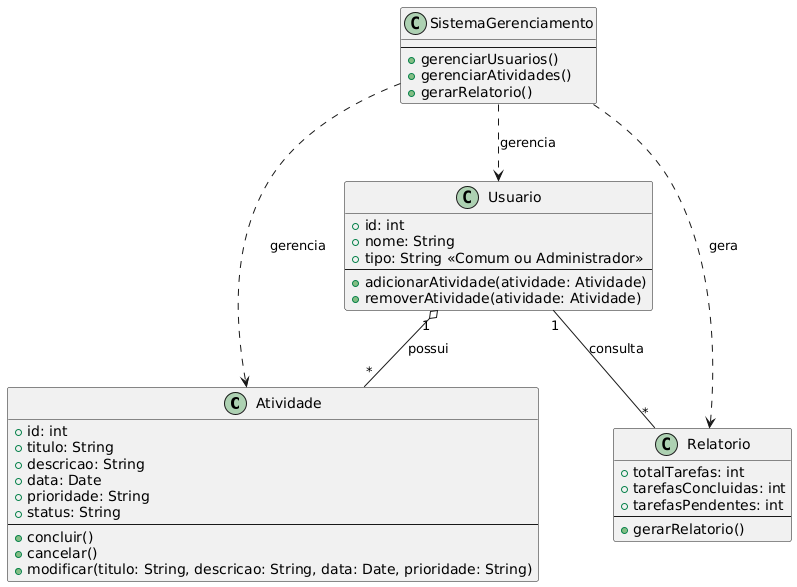 C SistemaGerenciamento
gerenciarUsuarios()
gerenciarAtividades()
gerarRelatorio()
gerencia
C Usuario
id: int
nome: String
tipo: String «Comum ou Administrador»
adicionarAtividade(atividade: Atividade)
removerAtividade(atividade: Atividade)
gerencia
gera
1
possui
*
1
consulta
*
C Atividade
id: int
titulo: String
descricao: String
data: Date
prioridade: String
status: String
concluir()
cancelar()
modificar(titulo: String, descricao: String, data: Date, prioridade: String)
C Relatorio
totalTarefas: int
tarefasConcluidas: int
tarefasPendentes: int
gerarRelatorio()